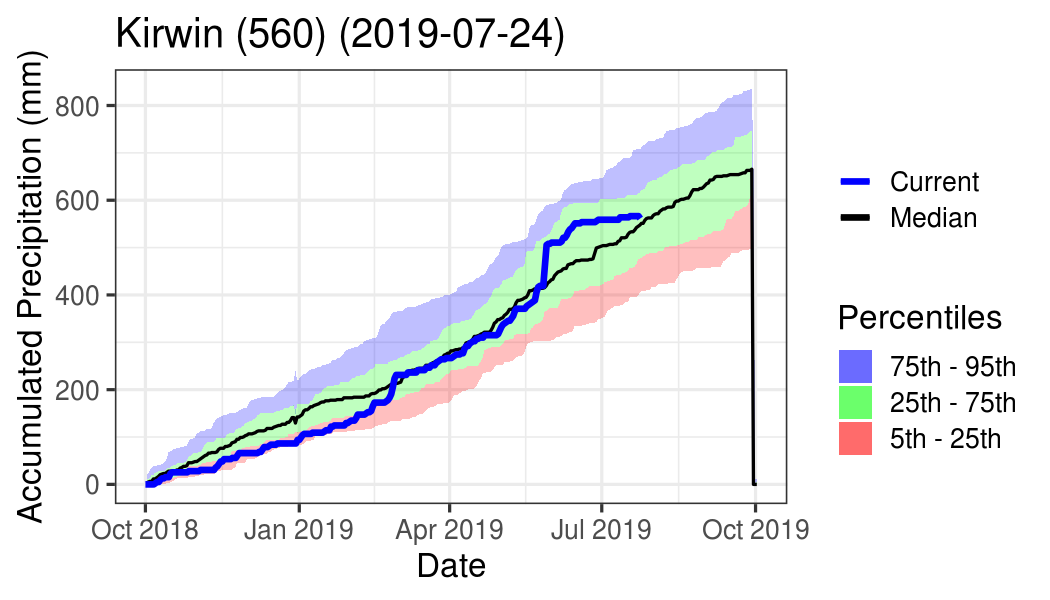 Kirwin (560) (2019-07-24)
Accumulated Precipitation (mm)
800
600
400
200
0
Oct 2018
Jan 2019
Apr 2019
Jul 2019
Oct 2019
Date
Current
Median
Percentiles
75th - 95th
25th - 75th
5th - 25th